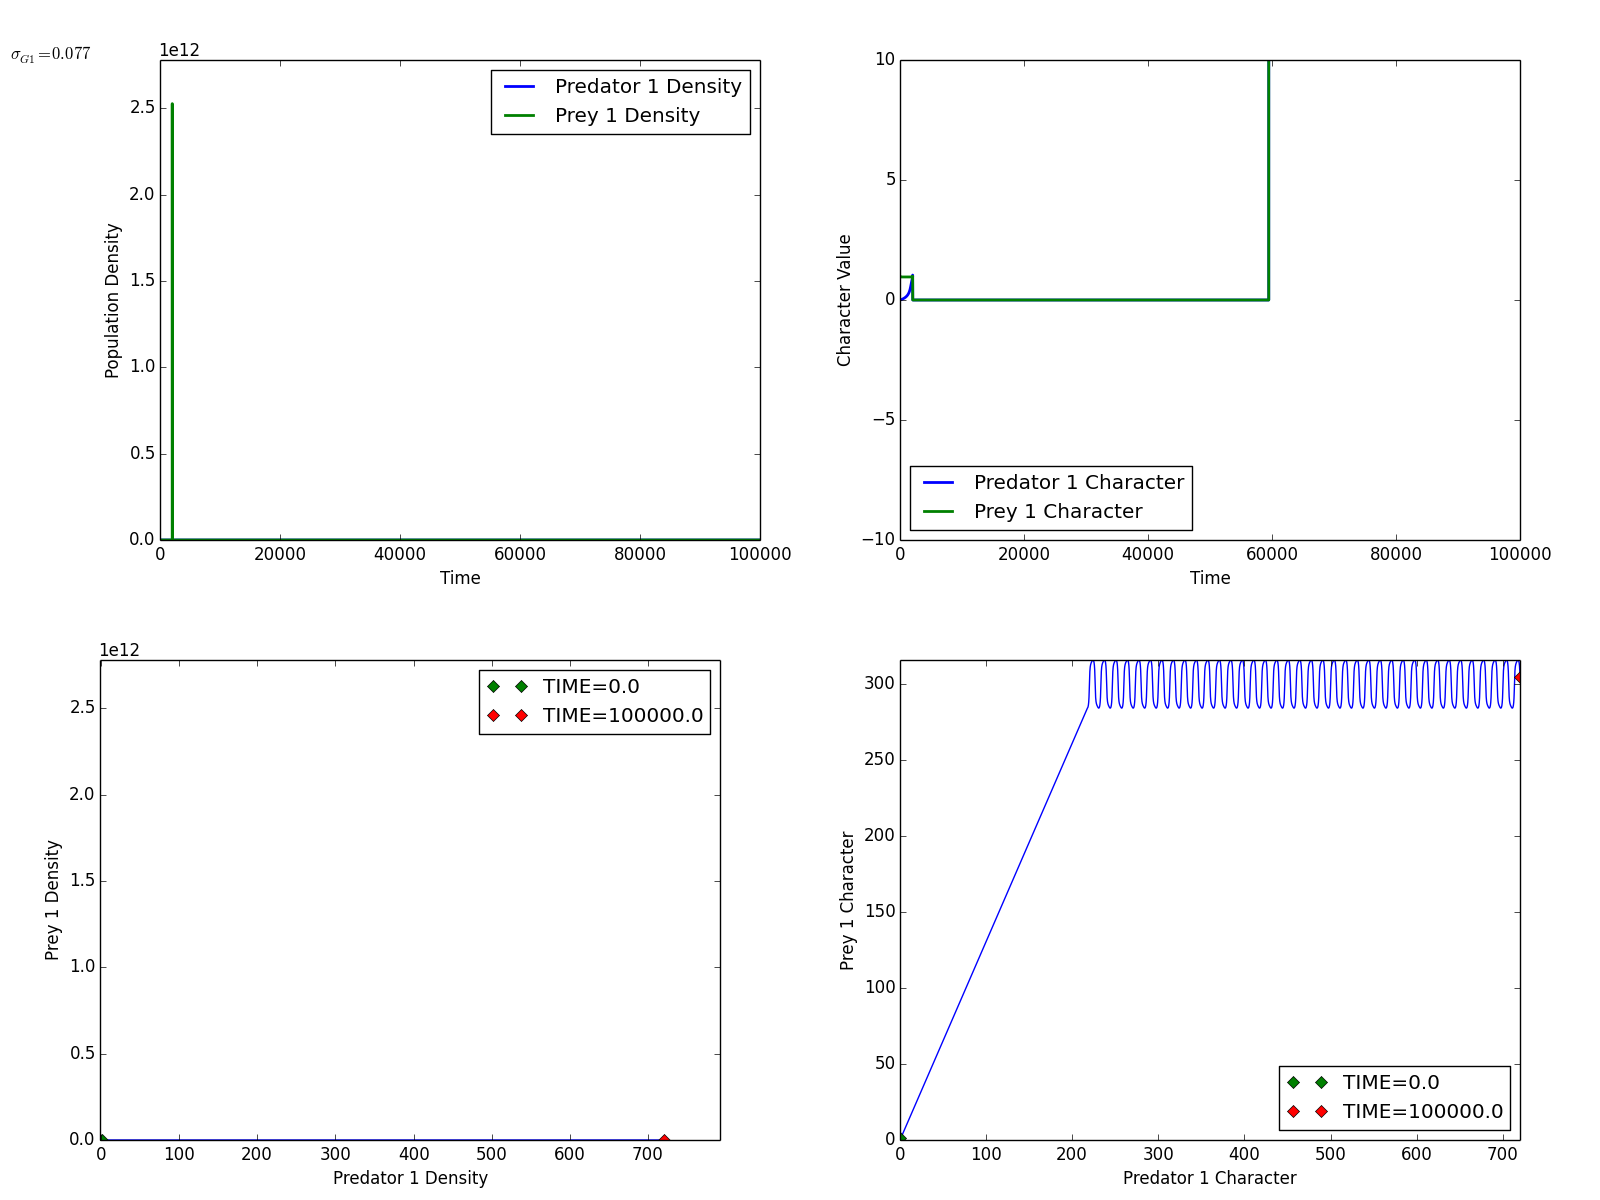 σG1=0.077
1e12
Population Density
2.5
2.0
1.5
1.0
0.5
0.0
0 20000 40000 60000 80000 100000
Time
Predator 1 Density
Prey 1 Density
Character Value
10
5
0
−5
−10
0 20000 40000 60000 80000 100000
Time
Predator 1 Character
Prey 1 Character
1e12
Prey 1 Density
2.5
2.0
1.5
1.0
0.5
0.0
0 100 200 300 400 500 600 700
Predator 1 Density
TIME=0.0
TIME=100000.0
Prey 1 Character
300
250
200
150
100
50
0
0 100 200 300 400 500 600 700
Predator 1 Character
TIME=0.0
TIME=100000.0